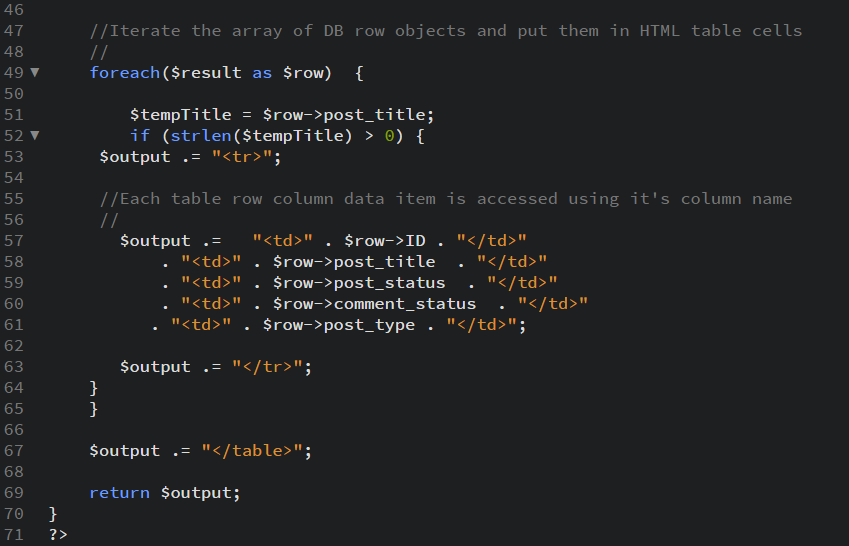 46
47 //Iterate the array of DB row objects and put them in HTML table cells
48 //
49 foreach($result as $row)  {
50
51 $tempTitle = $row->post_title;
52 if (strlen($tempTitle) > 0) {
53 $output .= "<tr>";
54
55 //Each table row column data item is accessed using it's column name
56 //
57 $output .=   "<td>" . $row->ID . "</td>"
58 . "<td>" . $row->post_title  . "</td>"
59 . "<td>" . $row->post_status  . "</td>"
60 . "<td>" . $row->comment_status  . "</td>"
61 . "<td>" . $row->post_type . "</td>";
62
63 $output .= "</tr>";
64 }
65 }
66
67 $output .= "</table>";
68
69 return $output;
70 }
71 ?>